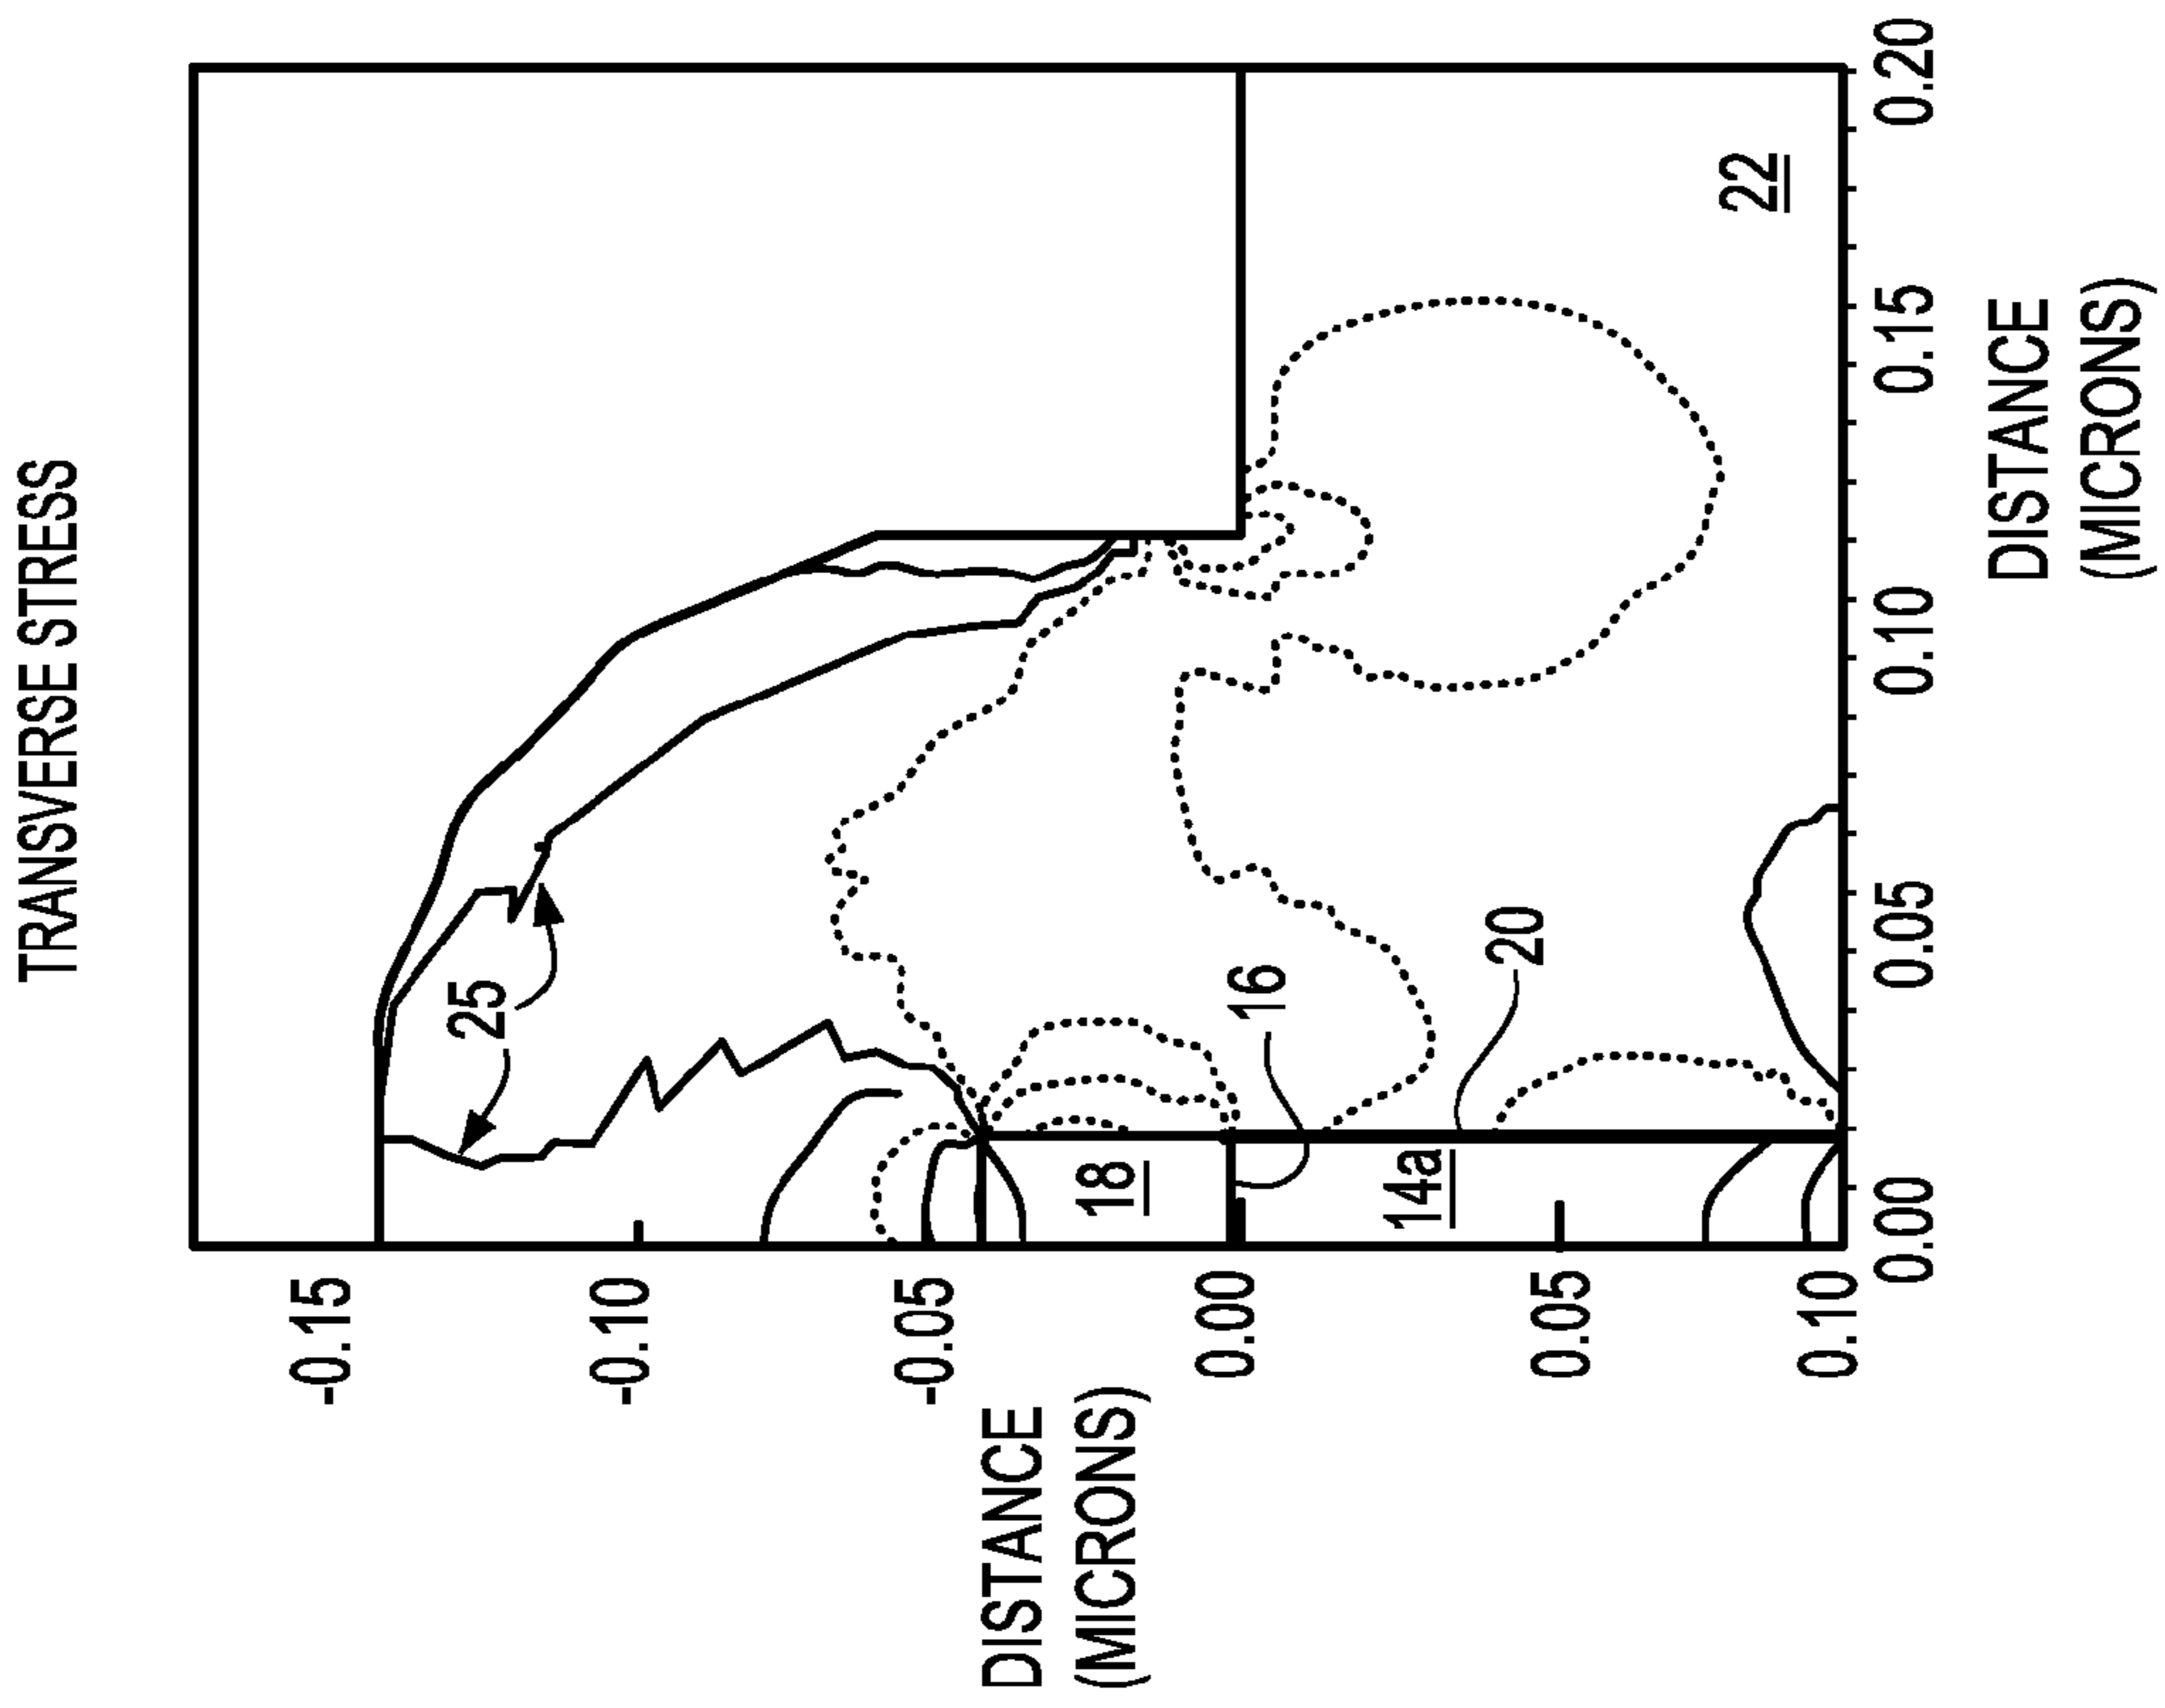 TRANSVERSE STRESS
-0.15
-0.10
-0.05
0.00
0.05
0.10
DISTANCE
(MICRONS)
25
18
16
14a
20
22
0.00
0.05
0.10
0.15
0.20
DISTANCE
(MICRONS)